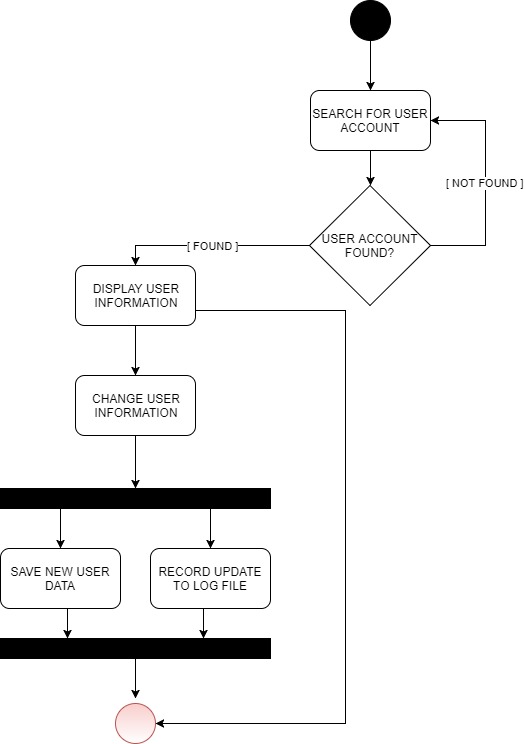 SEARCH FOR USER
ACCOUNT
[ NOT FOUND ]
USER ACCOUNT
FOUND?
[ FOUND ]
DISPLAY USER
INFORMATION
CHANGE USER
INFORMATION
SAVE NEW USER
DATA
RECORD UPDATE
TO LOG FILE